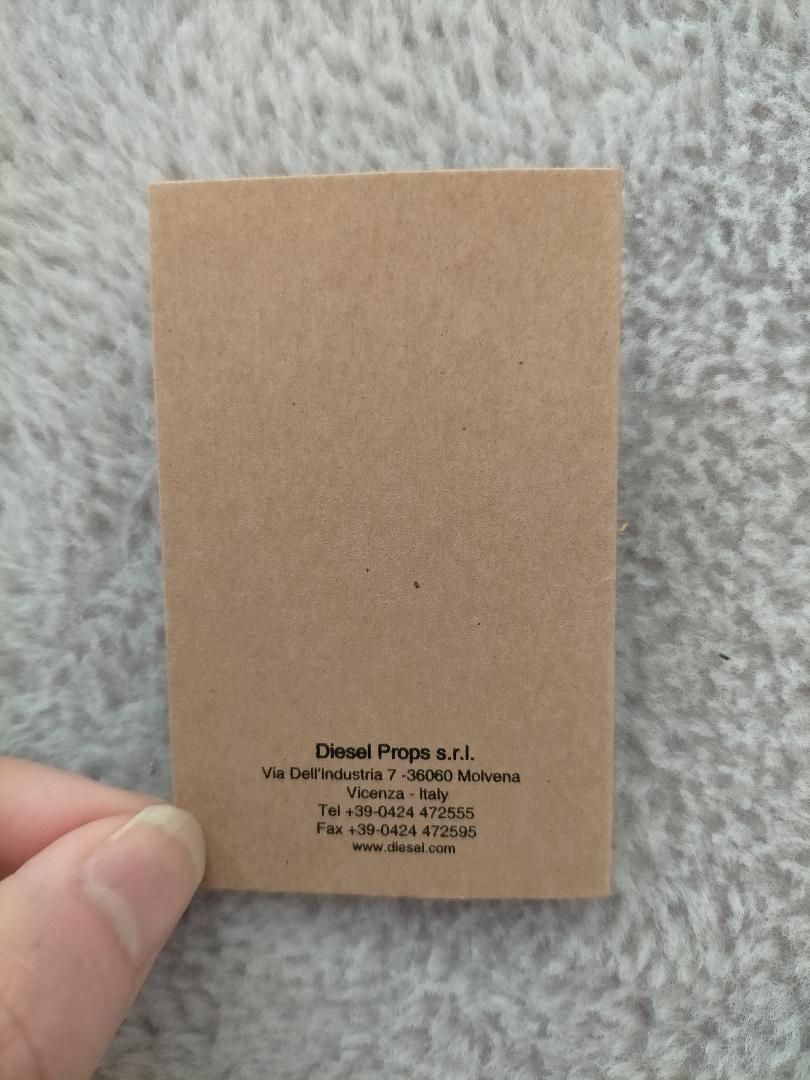 Diesel Props s.r.l.
Via Dell'Industria 7 -36060 Molvena
Vicenza - Italy
Tel +39-0424 472555
Fax +39-0424 472595
www.diesel.com